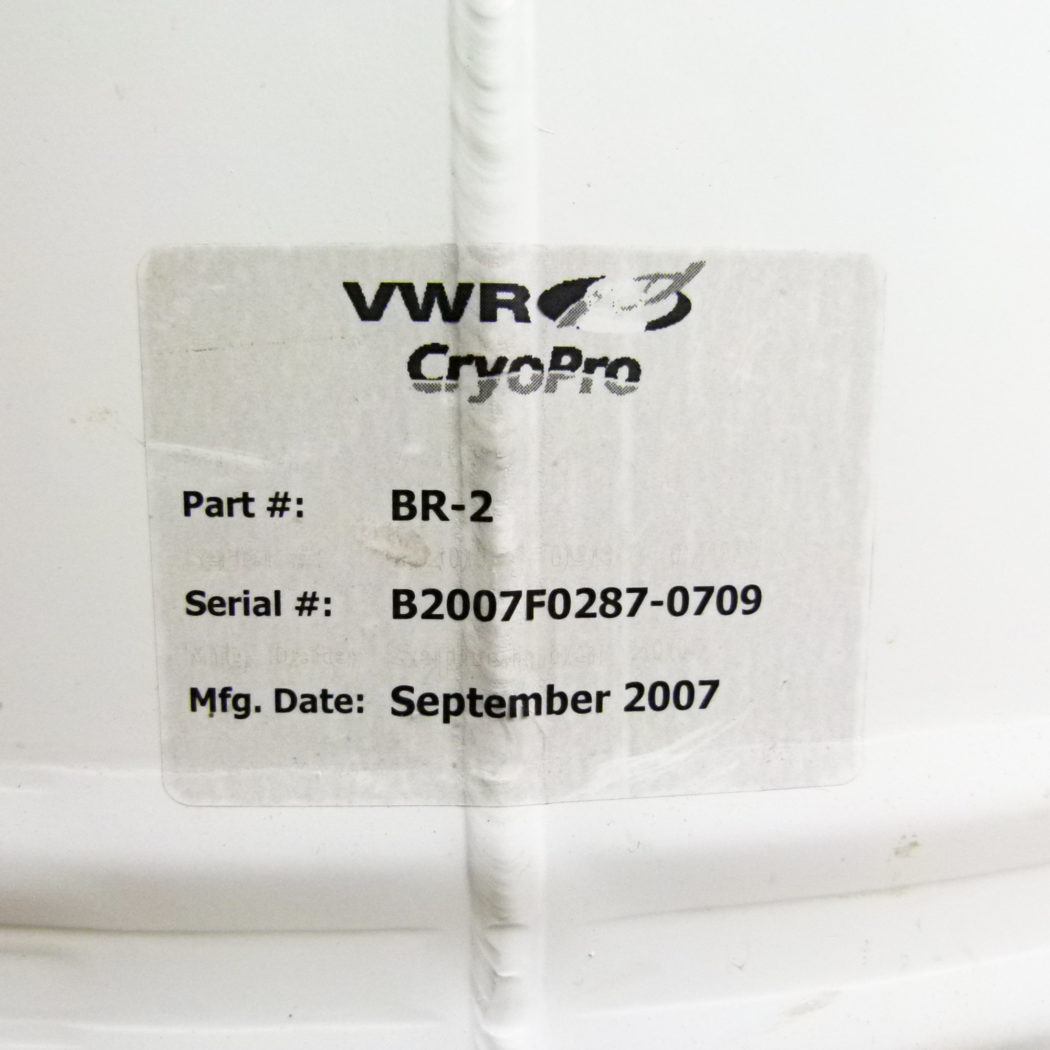 VWR
CryoPro
Part #: BR-2
Serial #: B2007F0287-0709
Mfg. Date: September 2007